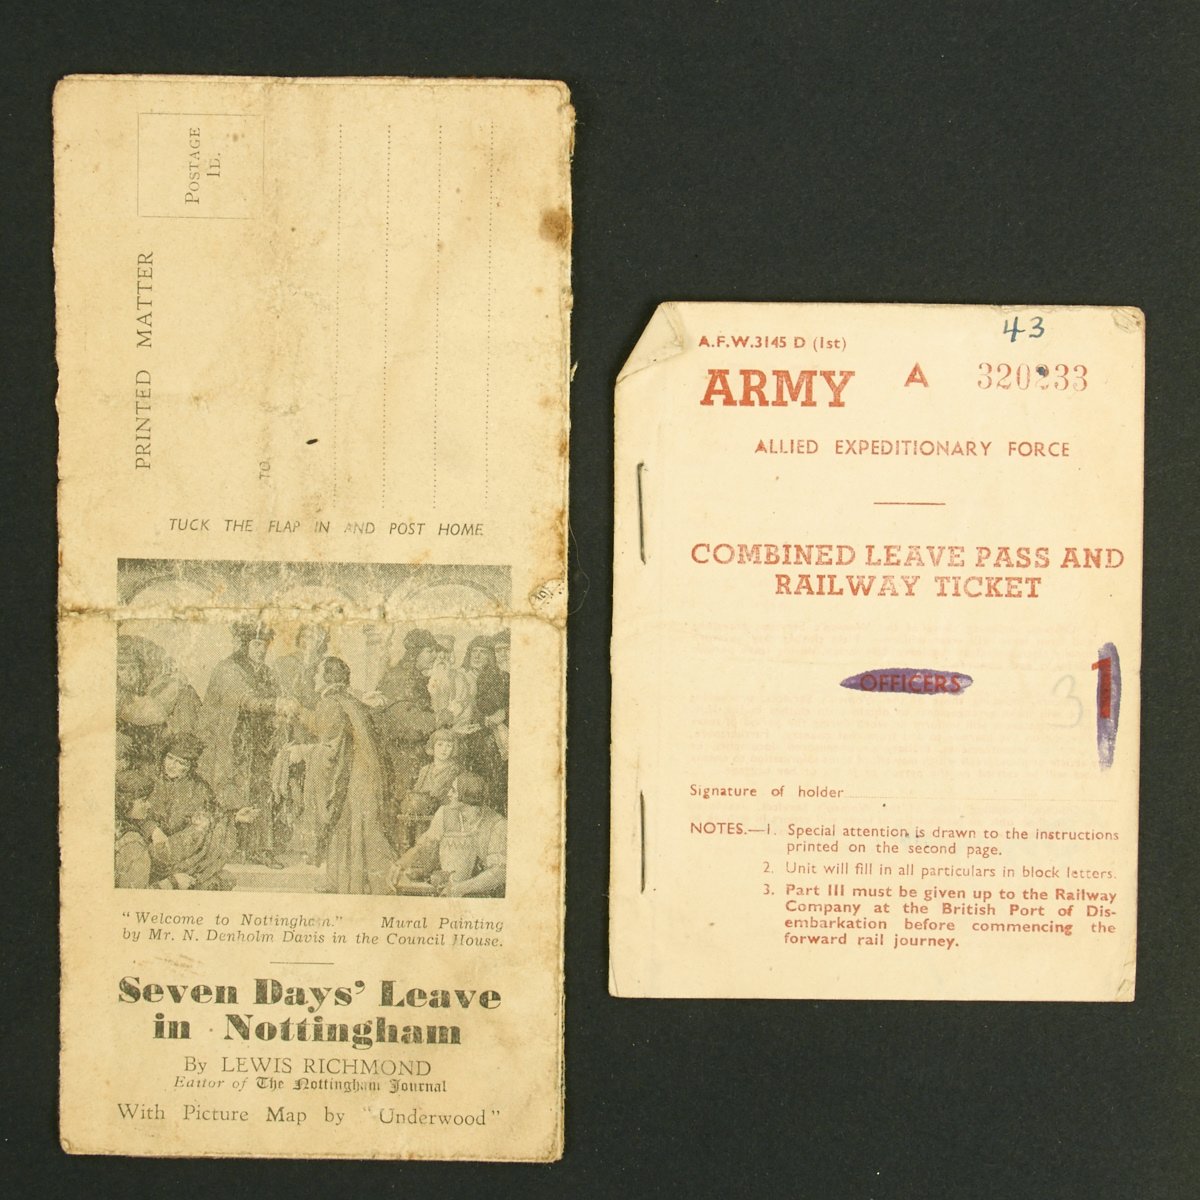 POSTAGE
1D.
PRINTED MATTER
TO
TUCK THE FLAP IN AND POST HOME
"Welcome to Nottingham." Mural Painting
by Mr. N. Denholm Davis in the Council House.
Seven Days' Leave
in Nottingham
By LEWIS RICHMOND
Editor of The Nottingham Journal
With Picture Map by "Underwood"
43
A.F.W.3145 D (1st)
ARMY A 320233
ALLIED EXPEDITIONARY FORCE
COMBINED LEAVE PASS AND
RAILWAY TICKET
OFFICERS
3 1
Signature of holder
NOTES.—1. Special attention is drawn to the instructions
printed on the second page.
2. Unit will fill in all particulars in block letters.
3. Part III must be given up to the Railway
Company at the British Port of Dis-
embarkation before commencing the
forward rail journey.